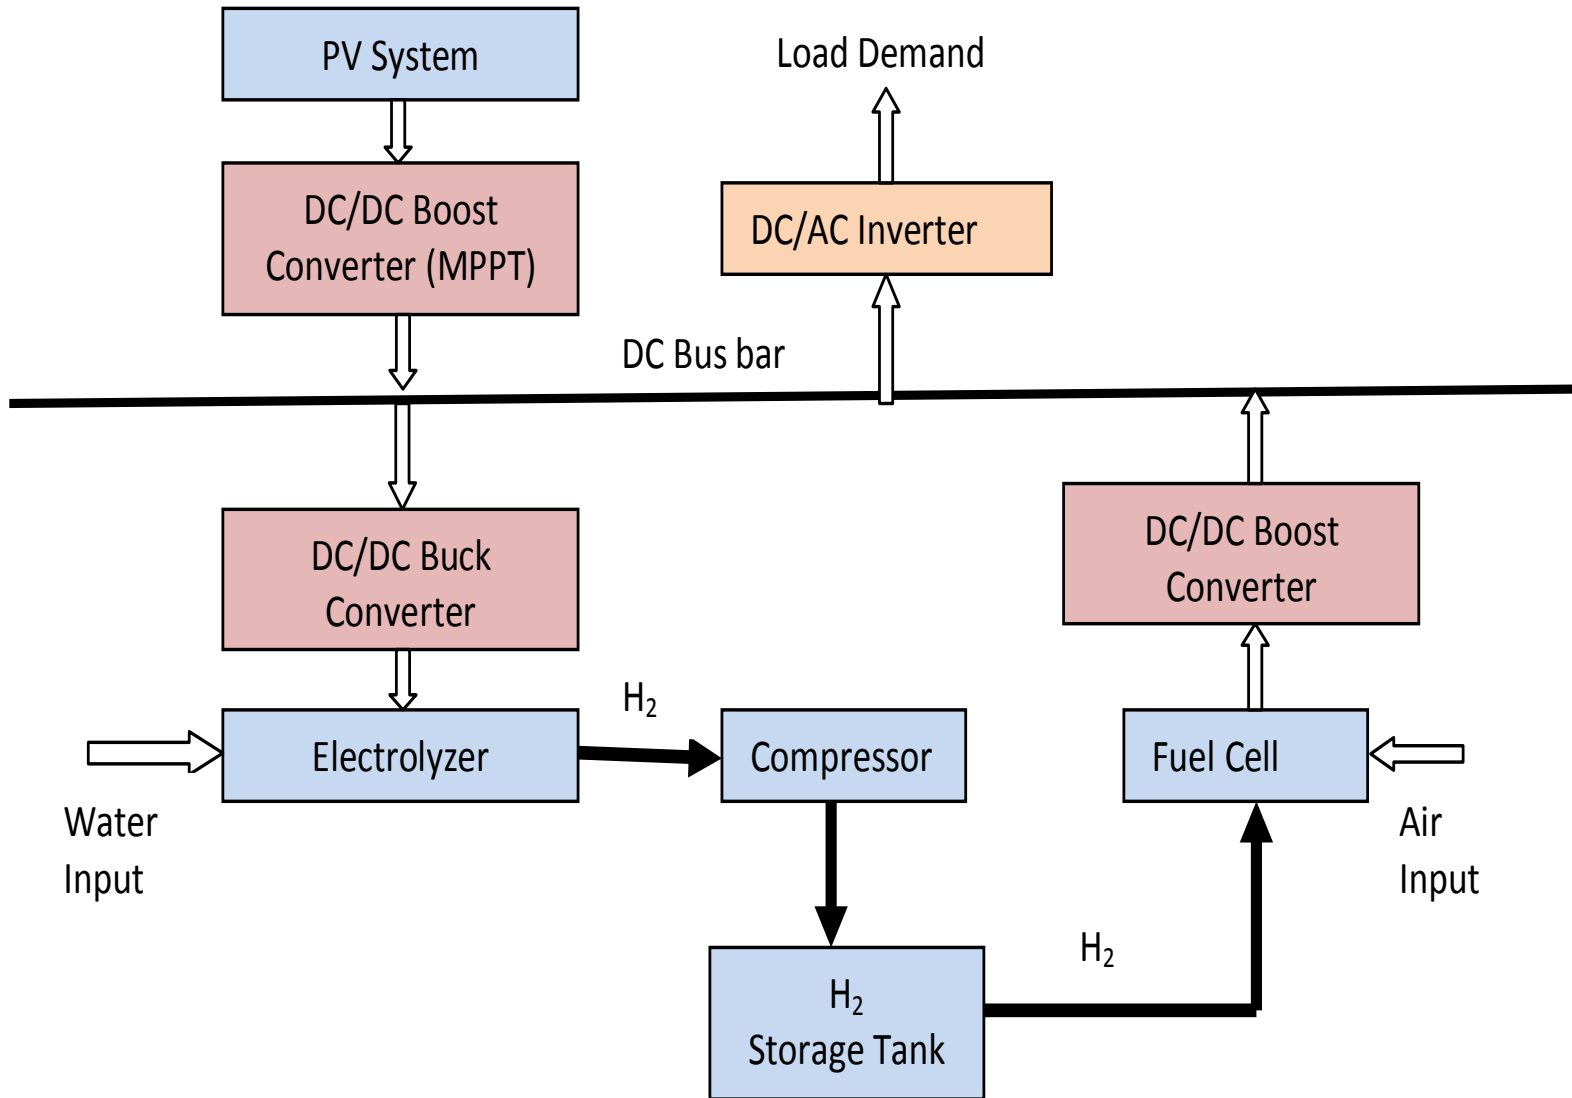 PV System
Load Demand
DC/DC Boost
Converter (MPPT)
DC/AC Inverter
DC Bus bar
DC/DC Buck
Converter
DC/DC Boost
Converter
H₂
Electrolyzer
Compressor
Fuel Cell
Water
Input
Air
Input
H₂
H₂
Storage Tank